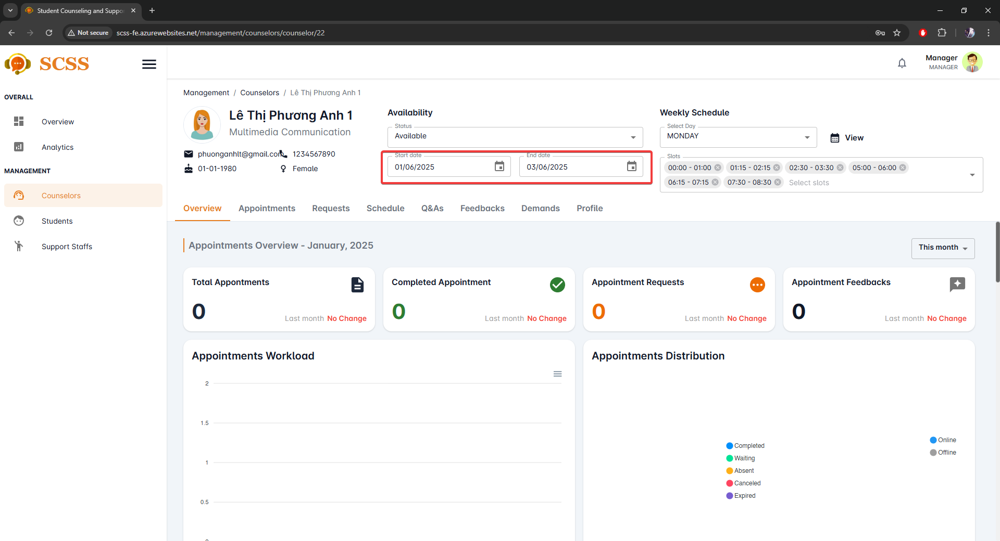 Student Counseling and Suppo
Not secure
scss-fe.azurewebsites.net/management/counselors/counselor/22
SCSS
Manager
MANAGER
OVERALL
Overview
Analytics
MANAGEMENT
Counselors
Students
Support Staffs
Management / Counselors / Lê Thị Phương Anh 1
Lê Thị Phương Anh 1
Multimedia Communication
phuonganhlt@gmail.com
1234567890
01-01-1980
Female
Availability
Status
Available
Start date
01/06/2025
End date
03/06/2025
Weekly Schedule
Select Day
MONDAY
View
Slots
00:00 - 01:00 01:15 - 02:15 02:30 - 03:30 05:00 - 06:00
06:15 - 07:15 07:30 - 08:30 Select slots
Overview Appointments Requests Schedule Q&As Feedbacks Demands Profile
Appointments Overview - January, 2025
This month
Total Appontments
0
Last month No Change
Completed Appointment
0
Last month No Change
Appointment Requests
0
Last month No Change
Appointment Feedbacks
0
Last month No Change
Appointments Workload
2
1.5
1
0.5
Appointments Distribution
Completed
Waiting
Absent
Canceled
Expired
Online
Offline